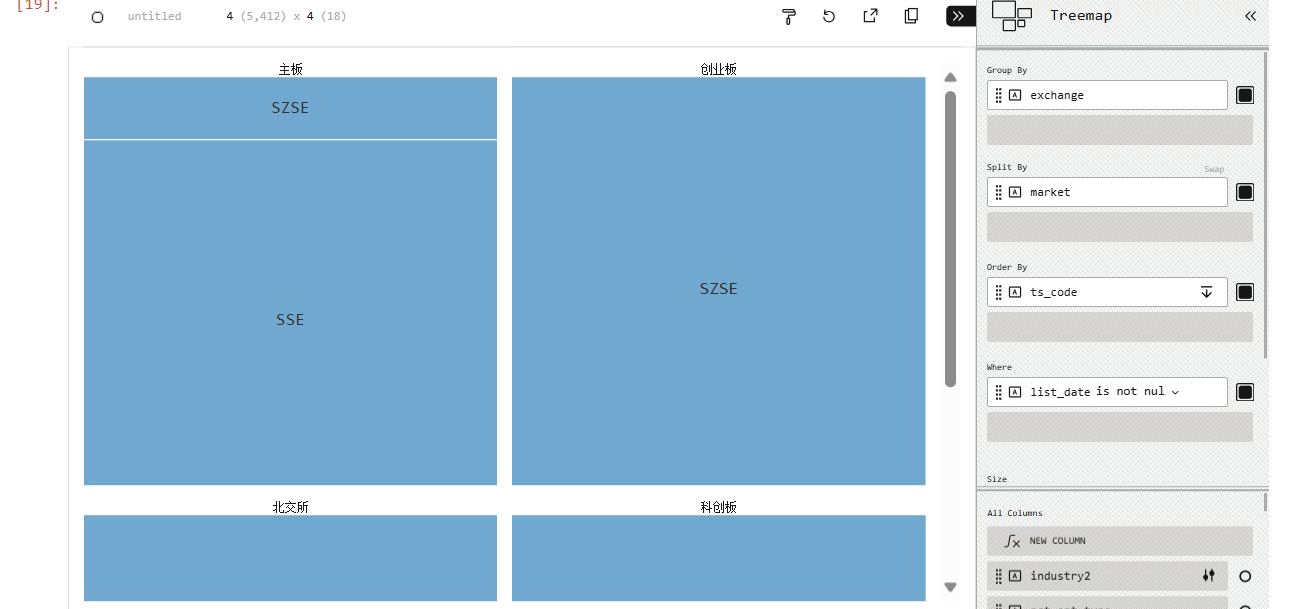 [19]:
untitled
4 (5,412) x 4 (18)
Treemap
主板
SZSE
SSE
创业板
SZSE
北交所
科创板
Group By
exchange
Split By
Swap
market
Order By
ts_code
Where
list_date is not nul
Size
All Columns
NEW COLUMN
industry2